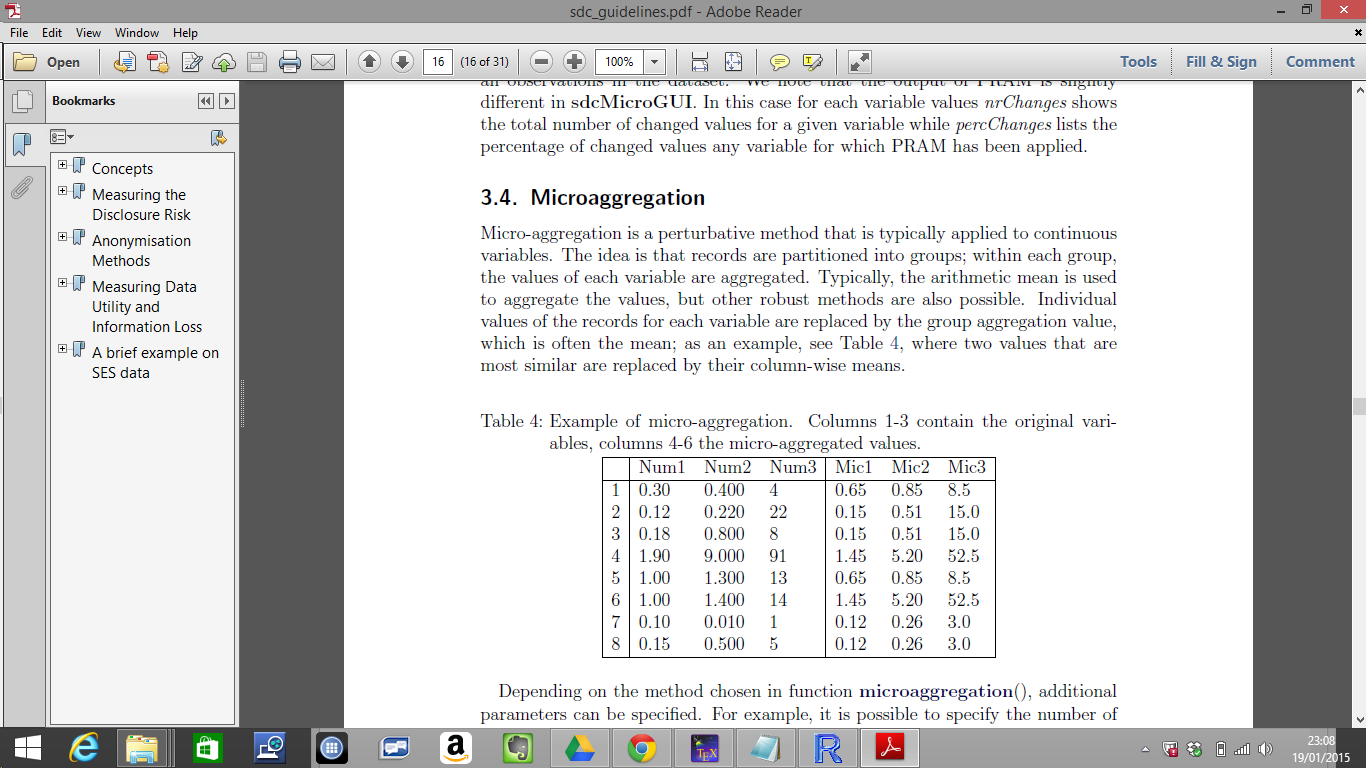 sdc_guidelines.pdf - Adobe Reader
File Edit View Window Help
Open 16 (16 of 31) 100% Tools Fill & Sign Comment
Bookmarks
Concepts
Measuring the
Disclosure Risk
Anonymisation
Methods
Measuring Data
Utility and
Information Loss
A brief example on
SES data
an observations in the dataset. We note that the output of PRAM is slightly
different in sdcMicroGUI. In this case for each variable values nrChanges shows
the total number of changed values for a given variable while percChanges lists the
percentage of changed values any variable for which PRAM has been applied.
3.4. Microaggregation
Micro-aggregation is a perturbative method that is typically applied to continuous
variables. The idea is that records are partitioned into groups; within each group,
the values of each variable are aggregated. Typically, the arithmetic mean is used
to aggregate the values, but other robust methods are also possible. Individual
values of the records for each variable are replaced by the group aggregation value,
which is often the mean; as an example, see Table 4, where two values that are
most similar are replaced by their column-wise means.
Table 4: Example of micro-aggregation. Columns 1-3 contain the original vari-
ables, columns 4-6 the micro-aggregated values.
Num1 Num2 Num3 Mic1 Mic2 Mic3
1 0.30 0.400 4 0.65 0.85 8.5
2 0.12 0.220 22 0.15 0.51 15.0
3 0.18 0.800 8 0.15 0.51 15.0
4 1.90 9.000 91 1.45 5.20 52.5
5 1.00 1.300 13 0.65 0.85 8.5
6 1.00 1.400 14 1.45 5.20 52.5
7 0.10 0.010 1 0.12 0.26 3.0
8 0.15 0.500 5 0.12 0.26 3.0
Depending on the method chosen in function microaggregation(), additional
parameters can be specified. For example, it is possible to specify the number of
23:08
19/01/2015